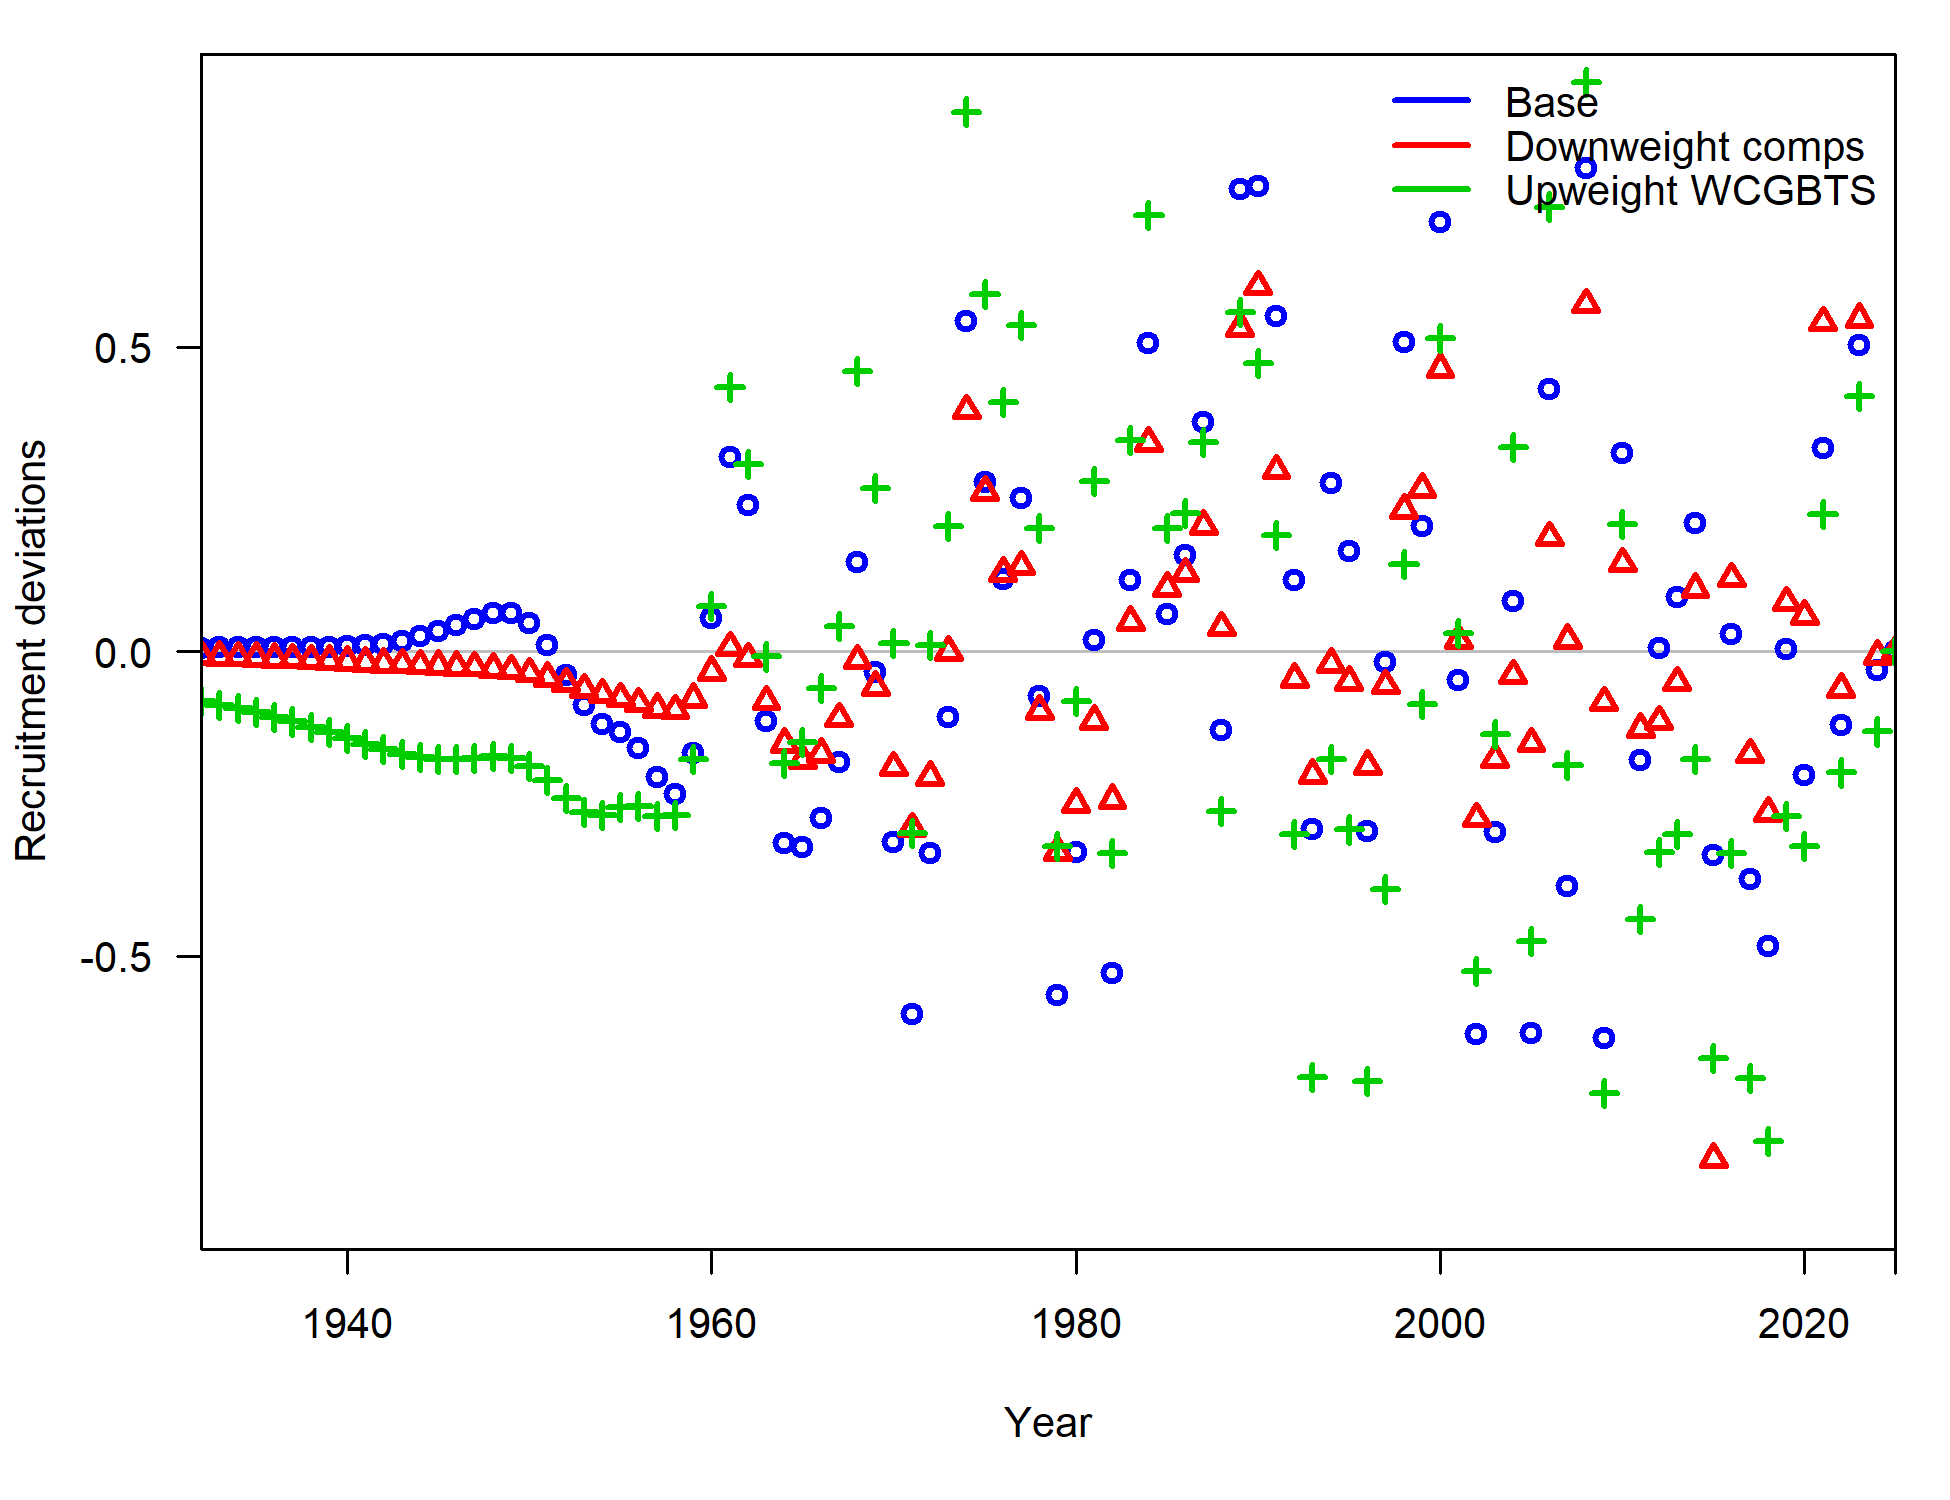 Base
Downweight comps
Upweight WCGBTS
0.5
0.0
-0.5
Recruitment deviations
1940 1960 1980 2000 2020
Year